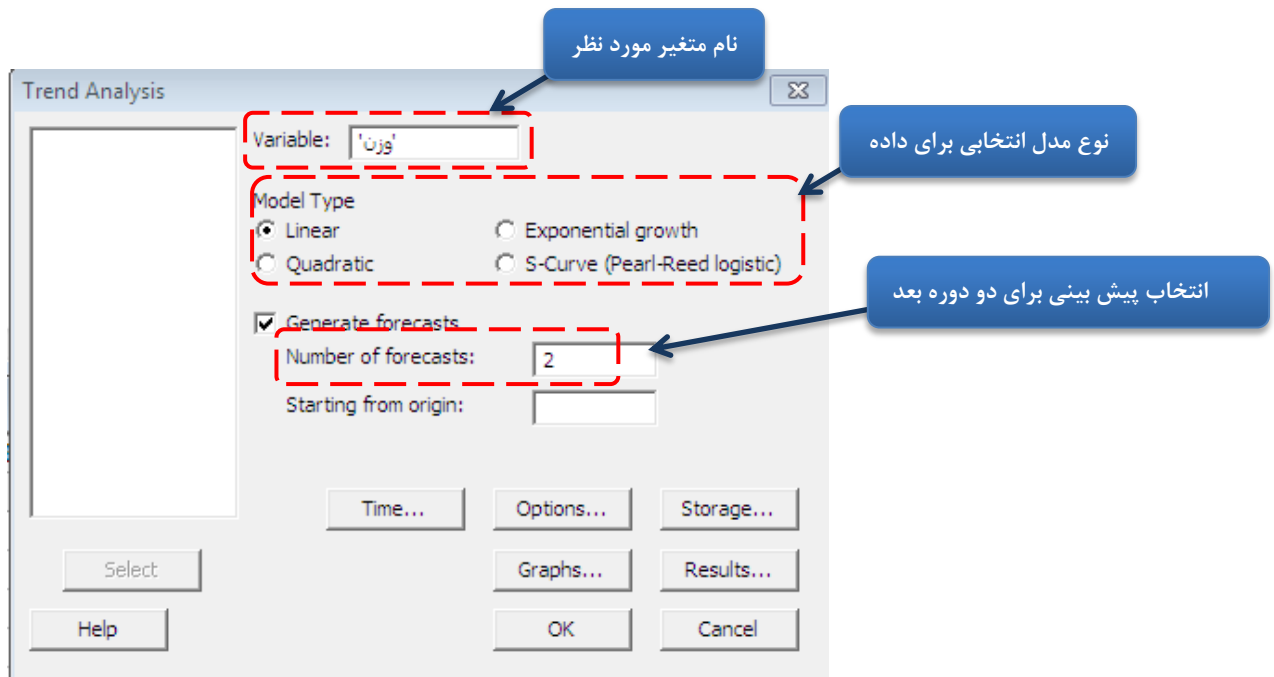 نام متغیر مورد نظر
Trend Analysis
Variable: 'وزن'
نوع مدل انتخابی برای داده
Model Type
Linear Exponential growth
Quadratic S-Curve (Pearl-Reed logistic)
انتخاب پیش بینی برای دو دوره بعد
Generate forecasts
Number of forecasts: 2
Starting from origin:
Time... Options... Storage...
Select Graphs... Results...
Help OK Cancel